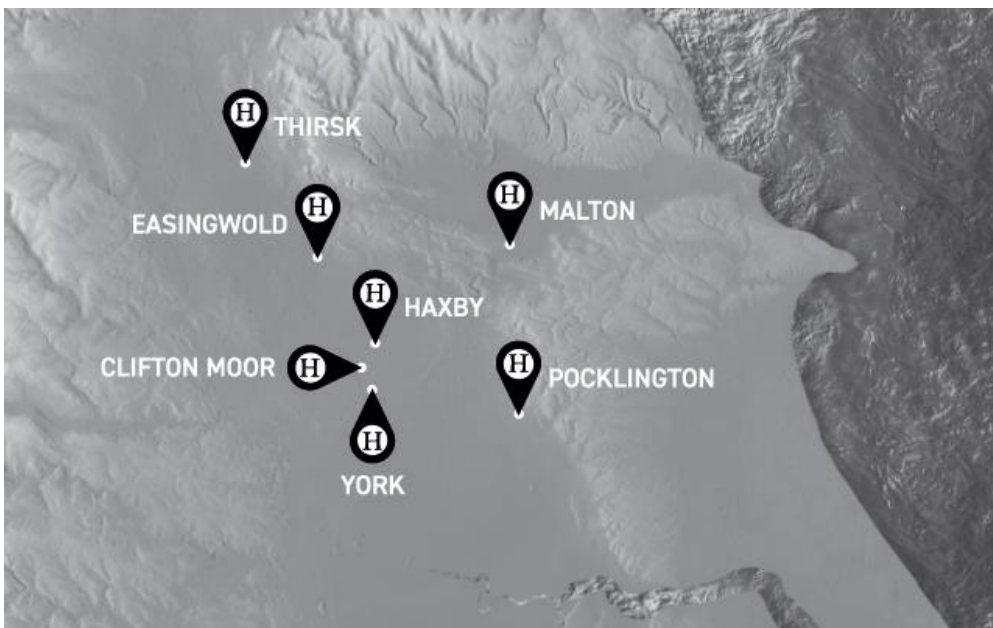 H
THIRSK
H
EASINGWOLD
H
MALTON
H
HAXBY
H
CLIFTON MOOR
H
POCKLINGTON
H
YORK